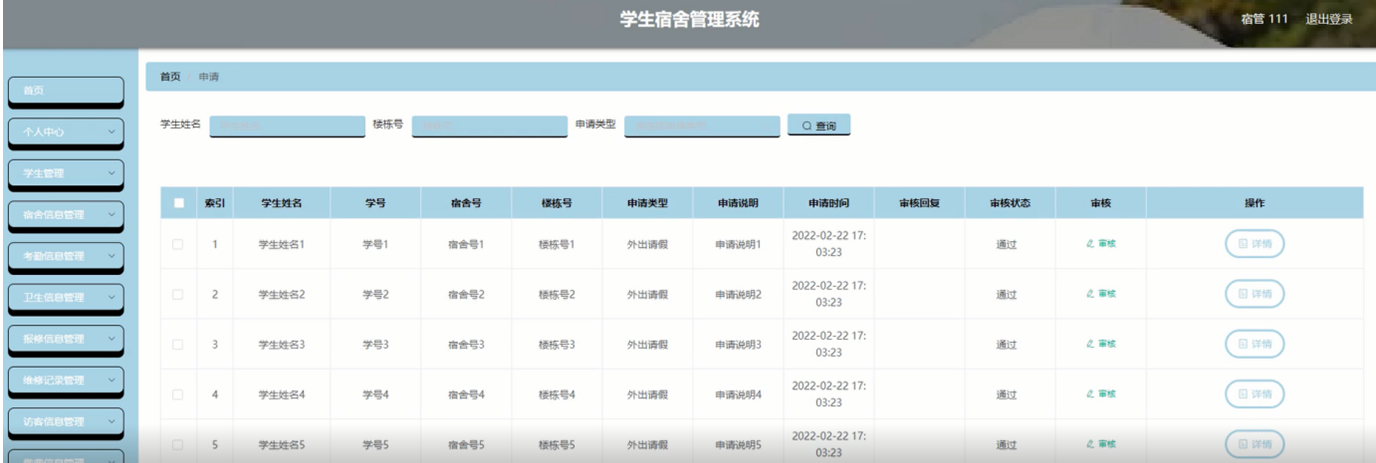 学生宿舍管理系统
宿管 111 退出登录
首页
个人中心
学生管理
宿舍信息管理
考勤信息管理
卫生信息管理
报修信息管理
维修记录管理
访客信息管理
首页 申请
学生姓名 楼栋号 申请类型 查询
索引 学生姓名 学号 宿舍号 楼栋号 申请类型 申请说明 申请时间 审核回复 审核状态 审核 操作
1 学生姓名1 学号1 宿舍号1 楼栋号1 外出请假 申请说明1 2022-02-22 17:
03:23 通过 审核 详情
2 学生姓名2 学号2 宿舍号2 楼栋号2 外出请假 申请说明2 2022-02-22 17:
03:23 通过 审核 详情
3 学生姓名3 学号3 宿舍号3 楼栋号3 外出请假 申请说明3 2022-02-22 17:
03:23 通过 审核 详情
4 学生姓名4 学号4 宿舍号4 楼栋号4 外出请假 申请说明4 2022-02-22 17:
03:23 通过 审核 详情
5 学生姓名5 学号5 宿舍号5 楼栋号5 外出请假 申请说明5 2022-02-22 17:
03:23 通过 审核 详情